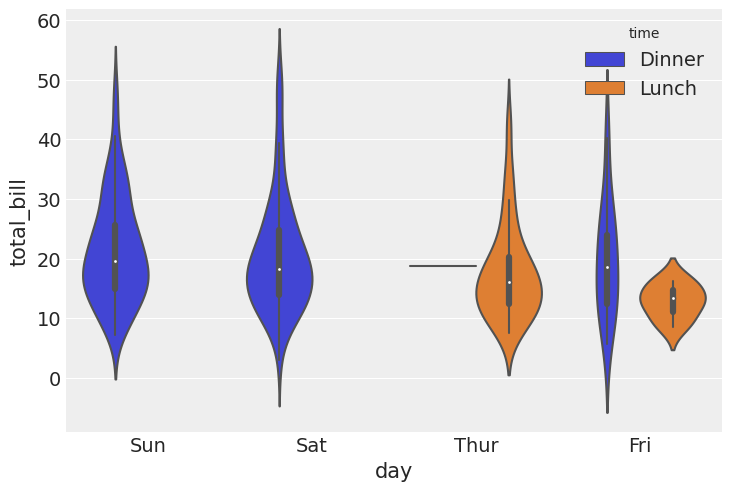 60
50
40
30
20
10
0
total_bill
time
Dinner
Lunch
Sun Sat Thur Fri
day